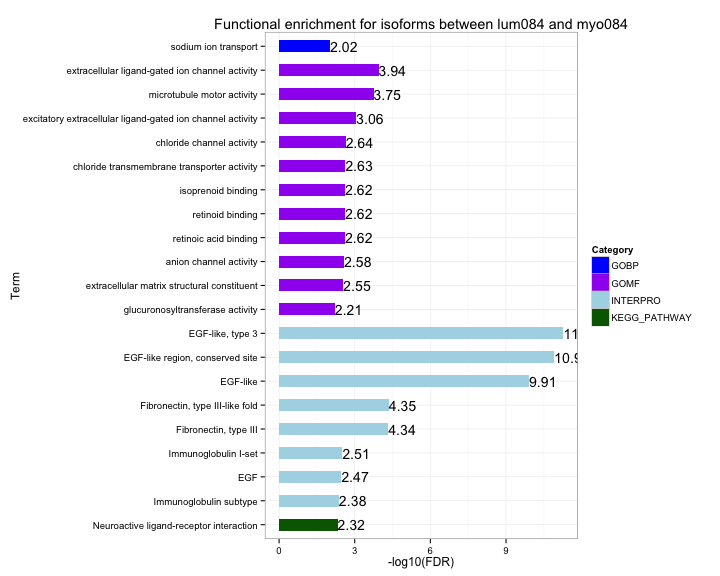 Functional enrichment for isoforms between lum084 and myo084
sodium ion transport 2.02
extracellular ligand-gated ion channel activity 3.94
microtubule motor activity 3.75
excitatory extracellular ligand-gated ion channel activity 3.06
chloride channel activity 2.64
chloride transmembrane transporter activity 2.63
isoprenoid binding 2.62
retinoid binding 2.62
retinoic acid binding 2.62
anion channel activity 2.58
extracellular matrix structural constituent 2.55
glucuronosyltransferase activity 2.21
EGF-like, type 3 11
EGF-like region, conserved site 10.9
EGF-like 9.91
Fibronectin, type III-like fold 4.35
Fibronectin, type III 4.34
Immunoglobulin I-set 2.51
EGF 2.47
Immunoglobulin subtype 2.38
Neuroactive ligand-receptor interaction 2.32
0 3 6 9
-log10(FDR)
Term
Category
GOBP
GOMF
INTERPRO
KEGG_PATHWAY